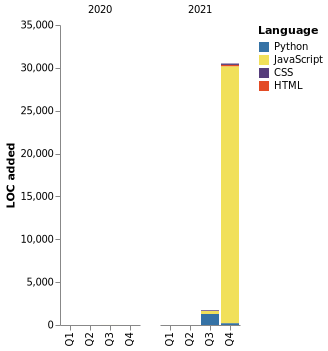 2020
2021
35,000
30,000
25,000
20,000
15,000
10,000
5,000
0
LOC added
Q1
Q2
Q3
Q4
Q1
Q2
Q3
Q4
Language
Python
JavaScript
CSS
HTML